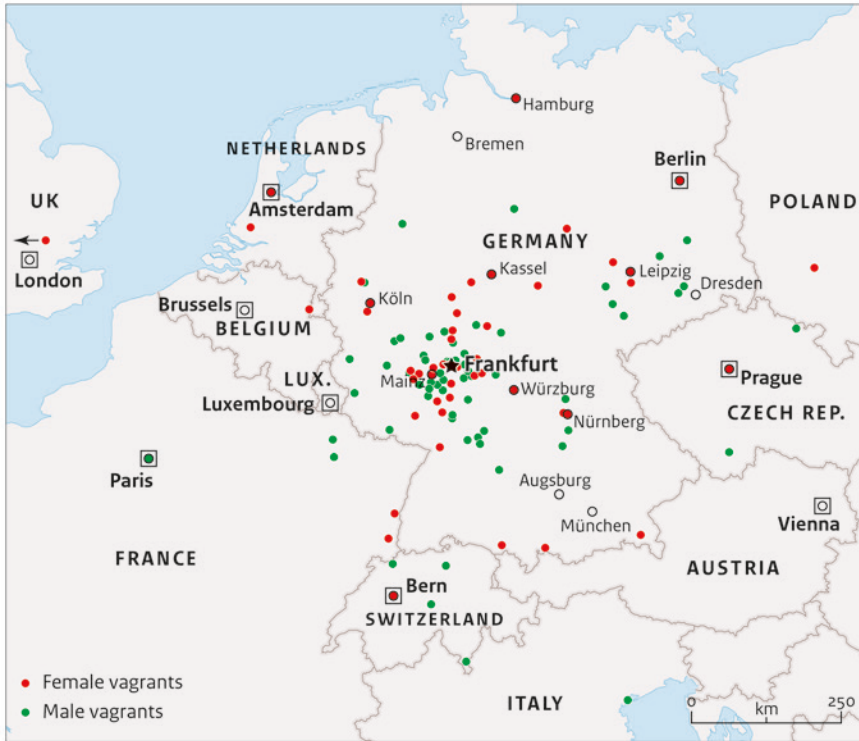 Hamburg
Bremen
NETHERLANDS
Berlin
UK
Amsterdam
POLAND
GERMANY
London
Kassel
Leipzig
Dresden
Brussels
Köln
BELGIUM
Frankfurt
LUX.
Mainz
Prague
Luxembourg
Würzburg
CZECH REP.
Nürnberg
Paris
Augsburg
München
Vienna
FRANCE
AUSTRIA
Bern
SWITZERLAND
Female vagrants
Male vagrants
ITALY
0 km 250